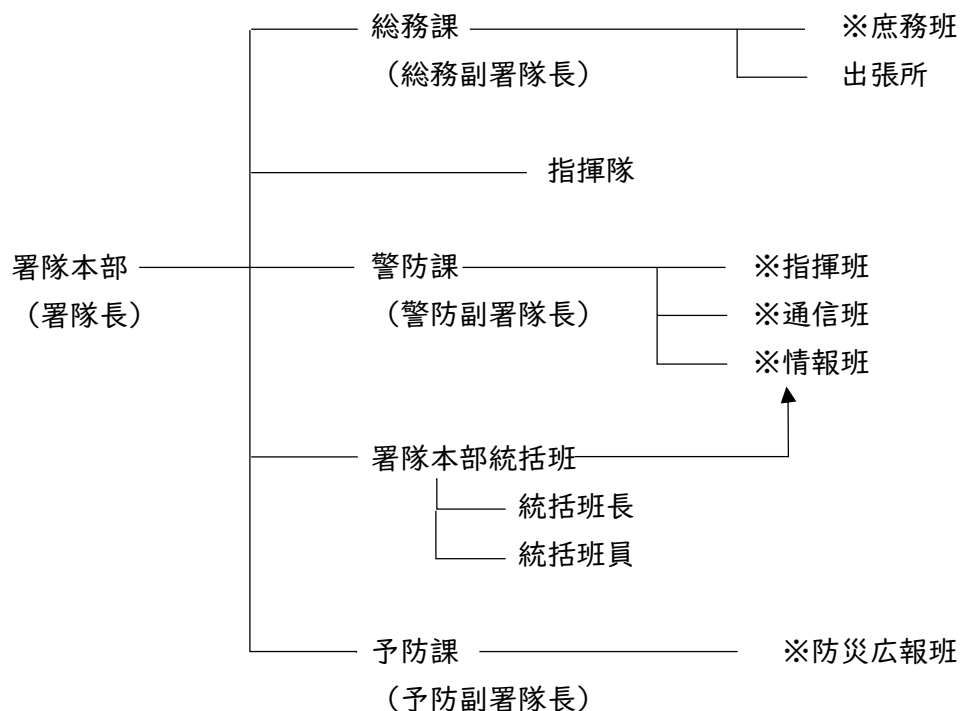 総務課 ※庶務班
（総務副署隊長） 出張所
指揮隊
署隊本部 警防課 ※指揮班
（署隊長） （警防副署隊長） ※通信班
※情報班
署隊本部統括班
統括班長
統括班員
予防課 ※防災広報班
（予防副署隊長）